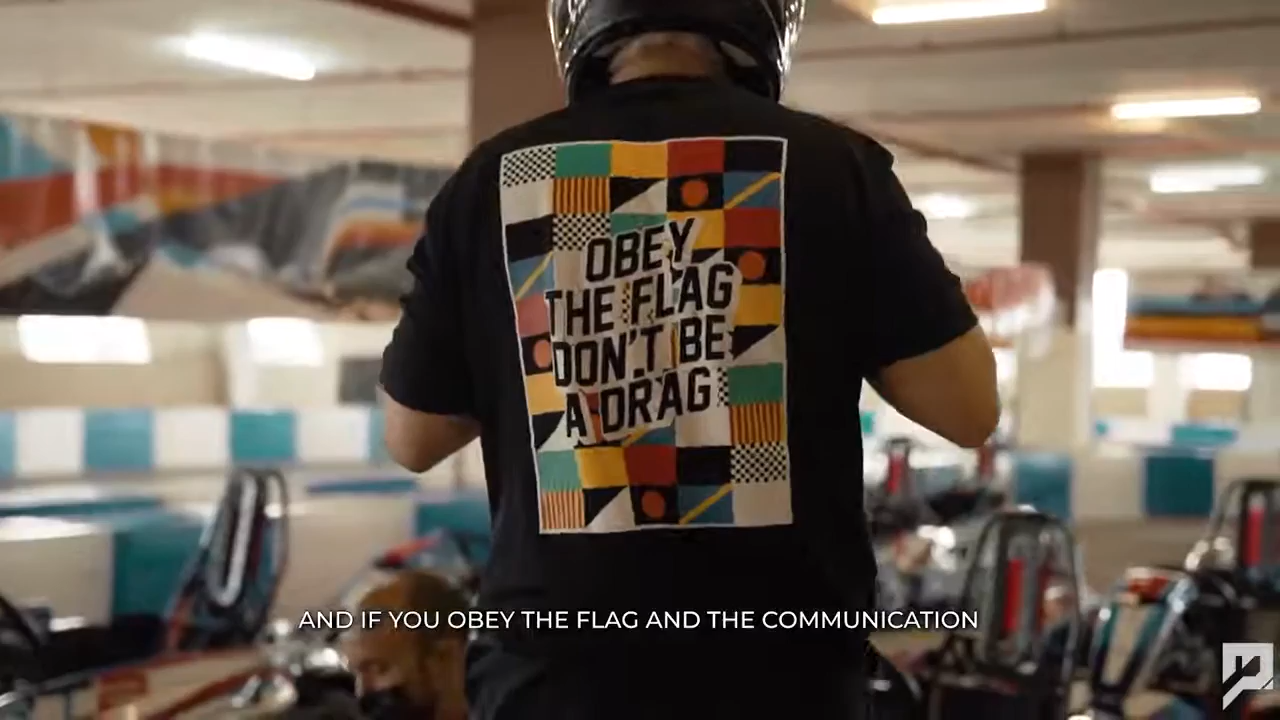 OBEY
THE FLAG
DON'T BE
A DRAG
AND IF YOU OBEY THE FLAG AND THE COMMUNICATION